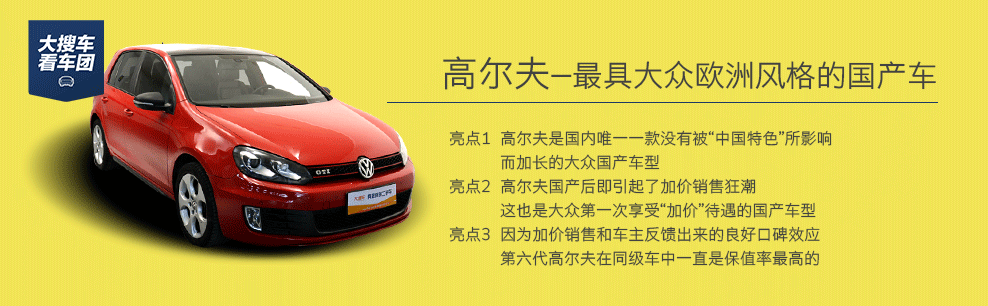 大搜车
看车团
高尔夫—最具大众欧洲风格的国产车
亮点1 高尔夫是国内唯一一款没有被“中国特色”所影响
而加长的大众国产车型
亮点2 高尔夫国产后即引起了加价销售狂潮
这也是大众第一次享受“加价”待遇的国产车型
亮点3 因为加价销售和车主反馈出来的良好口碑效应
第六代高尔夫在同级车中一直是保值率最高的
GTI